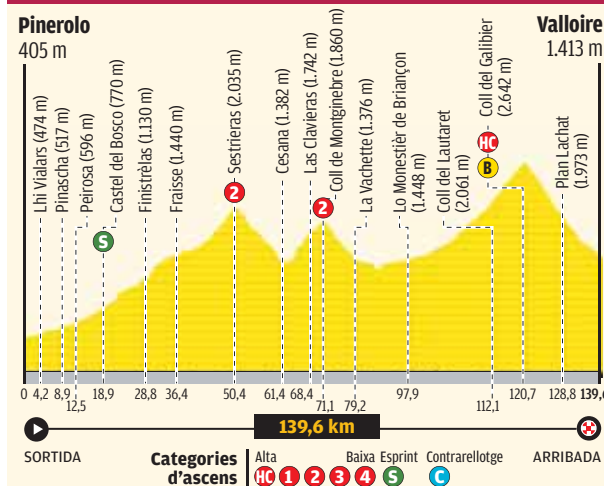 Pinerolo
405 m
Valloire
1.413 m
Lhi Vialars (474 m)
Pinascha (517 m)
Peirosa (596 m)
Castel del Bosco (770 m)
S
Finistrèlas (1.130 m)
Fraisse (1.440 m)
Sestrieras (2.035 m)
2
Cesana (1.382 m)
Las Clavieras (1.742 m)
Coll de Montginebre (1.860 m)
2
La Vachette (1.376 m)
Lo Monestièr de Briançon
(1.448 m)
Coll del Lautaret
(2.061 m)
Coll del Galibier
(2.642 m)
HC
B
Plan Lachat
(1.973 m)
0 4,2 8,9 18,9 28,8 36,4 50,4 61,4 68,4 97,9 120,7 128,8 139,6
12,5 71,1 79,2 112,1
139,6 km
SORTIDA
ARRIBADA
Categories
d'ascens
Alta Baixa Esprint Contrarellotge
HC 1 2 3 4 S C